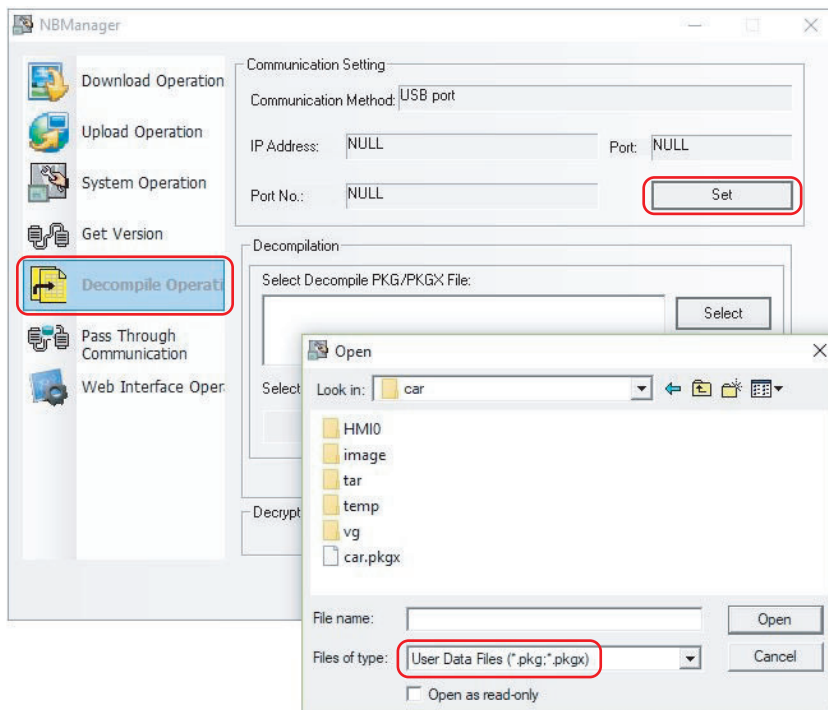 NBManager
Download Operation
Upload Operation
System Operation
Get Version
Decompile Operati
Pass Through
Communication
Web Interface Oper
Communication Setting
Communication Method: USB port
IP Address: NULL Port: NULL
Port No.: NULL Set
Decompilation
Select Decompile PKG/PKGX File:
Select
Select
Decrypt
Open
Look in: car
HMI0
image
tar
temp
vg
car.pkgx
File name: Open
Files of type: User Data Files (*.pkg;*.pkgx) Cancel
Open as read-only